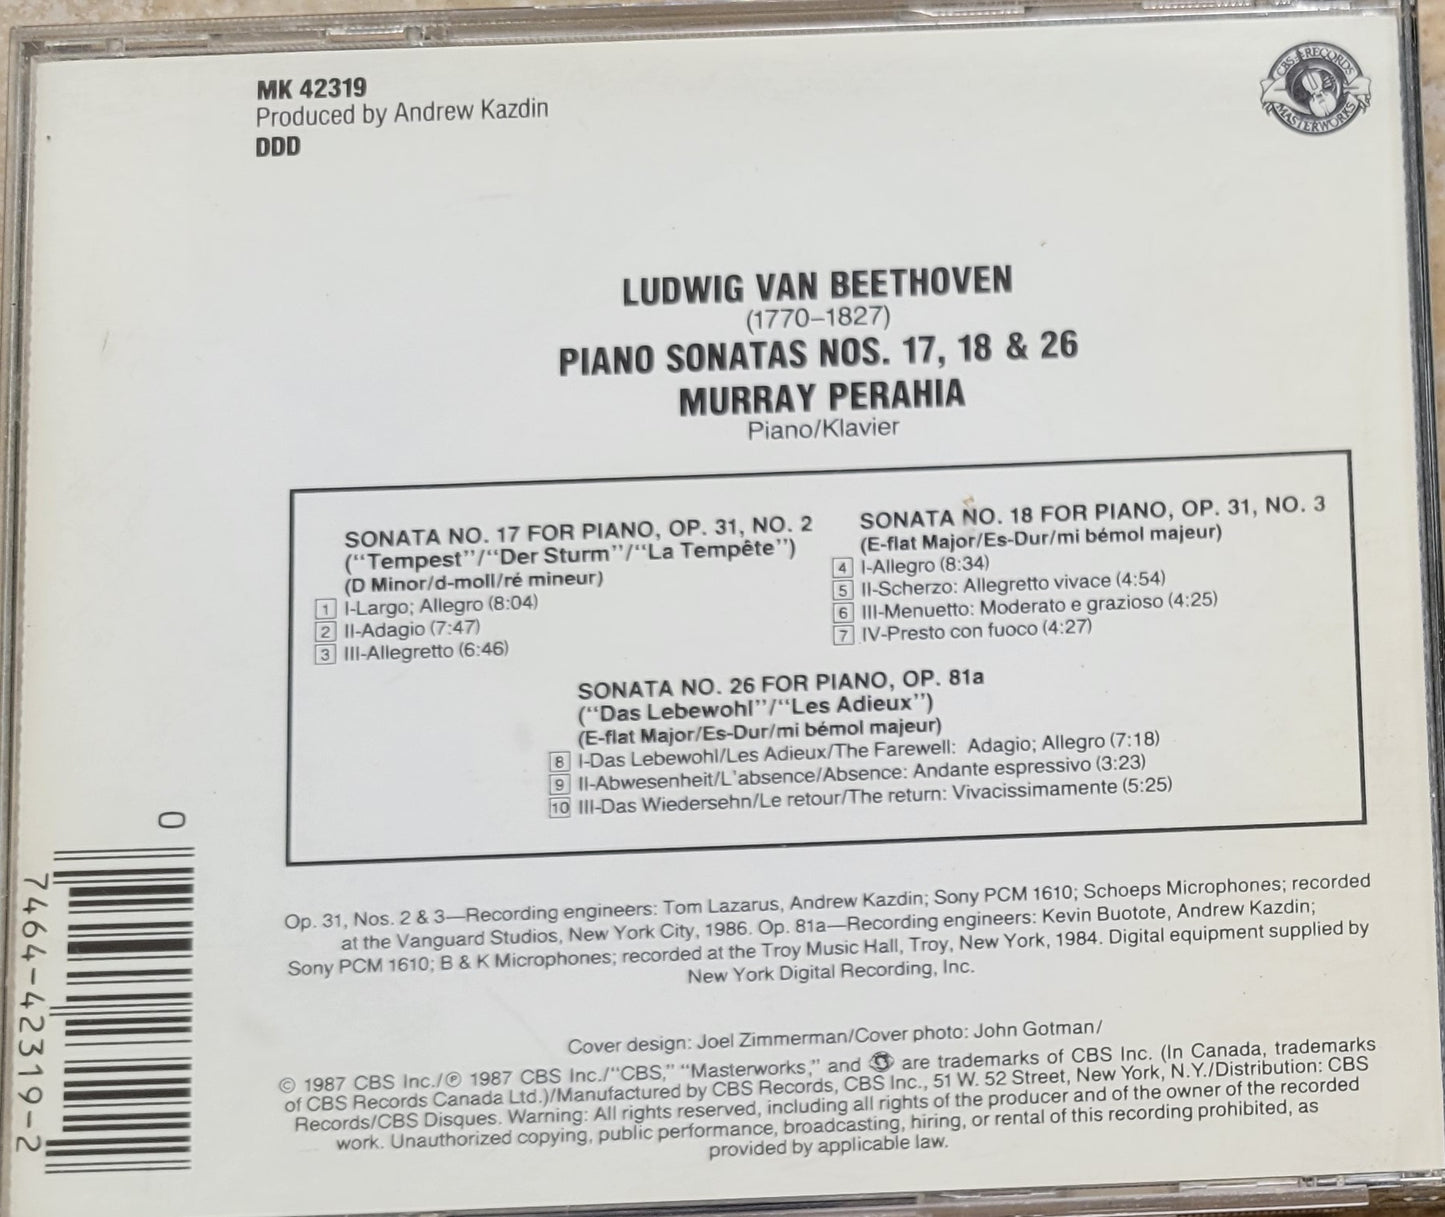 MK 42319
Produced by Andrew Kazdin
DDD
CBS RECORDS
MASTERWORKS
LUDWIG VAN BEETHOVEN
(1770–1827)
PIANO SONATAS NOS. 17, 18 & 26
MURRAY PERAHIA
Piano/Klavier
SONATA NO. 17 FOR PIANO, OP. 31, NO. 2
("Tempest"/"Der Sturm"/"La Tempête")
(D Minor/d-moll/ré mineur)
1 I-Largo; Allegro (8:04)
2 II-Adagio (7:47)
3 III-Allegretto (6:46)
SONATA NO. 18 FOR PIANO, OP. 31, NO. 3
(E-flat Major/Es-Dur/mi bémol majeur)
4 I-Allegro (8:34)
5 II-Scherzo: Allegretto vivace (4:54)
6 III-Menuetto: Moderato e grazioso (4:25)
7 IV-Presto con fuoco (4:27)
SONATA NO. 26 FOR PIANO, OP. 81a
("Das Lebewohl"/"Les Adieux")
(E-flat Major/Es-Dur/mi bémol majeur)
8 I-Das Lebewohl/Les Adieux/The Farewell: Adagio; Allegro (7:18)
9 II-Abwesenheit/L'absence/Absence: Andante espressivo (3:23)
10 III-Das Wiedersehn/Le retour/The return: Vivacissimamente (5:25)
Op. 31, Nos. 2 & 3—Recording engineers: Tom Lazarus, Andrew Kazdin; Sony PCM 1610; Schoeps Microphones; recorded
at the Vanguard Studios, New York City, 1986. Op. 81a—Recording engineers: Kevin Buotote, Andrew Kazdin;
Sony PCM 1610; B & K Microphones; recorded at the Troy Music Hall, Troy, New York, 1984. Digital equipment supplied by
New York Digital Recording, Inc.
Cover design: Joel Zimmerman/Cover photo: John Gotman/
© 1987 CBS Inc./℗ 1987 CBS Inc./"CBS," "Masterworks," and are trademarks of CBS Inc. (In Canada, trademarks
of CBS Records Canada Ltd.)/Manufactured by CBS Records, CBS Inc., 51 W. 52 Street, New York, N.Y./Distribution: CBS
Records/CBS Disques. Warning: All rights reserved, including all rights of the producer and of the owner of the recorded
work. Unauthorized copying, public performance, broadcasting, hiring, or rental of this recording prohibited, as
provided by applicable law.
0
7464-42319-2